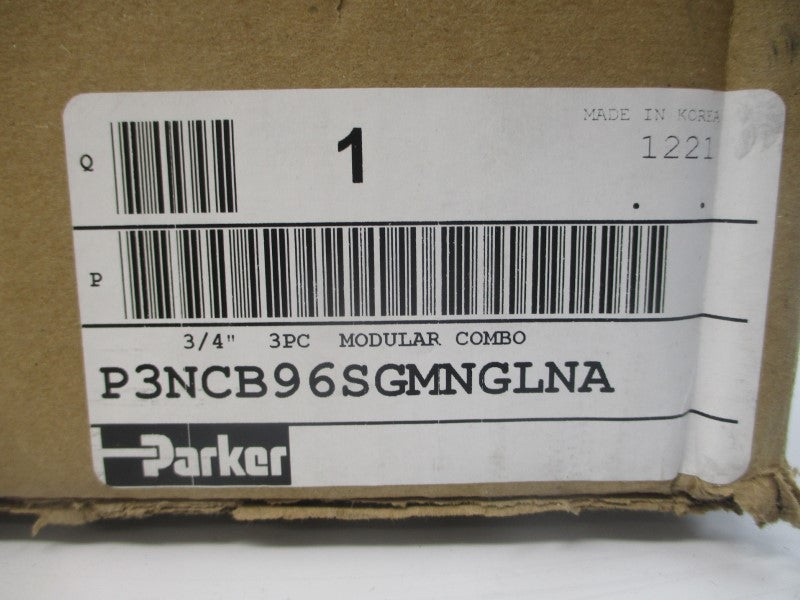 MADE IN KOREA
Q 1 1221
P
3/4" 3PC MODULAR COMBO
P3NCB96SGMNGLNA
Parker